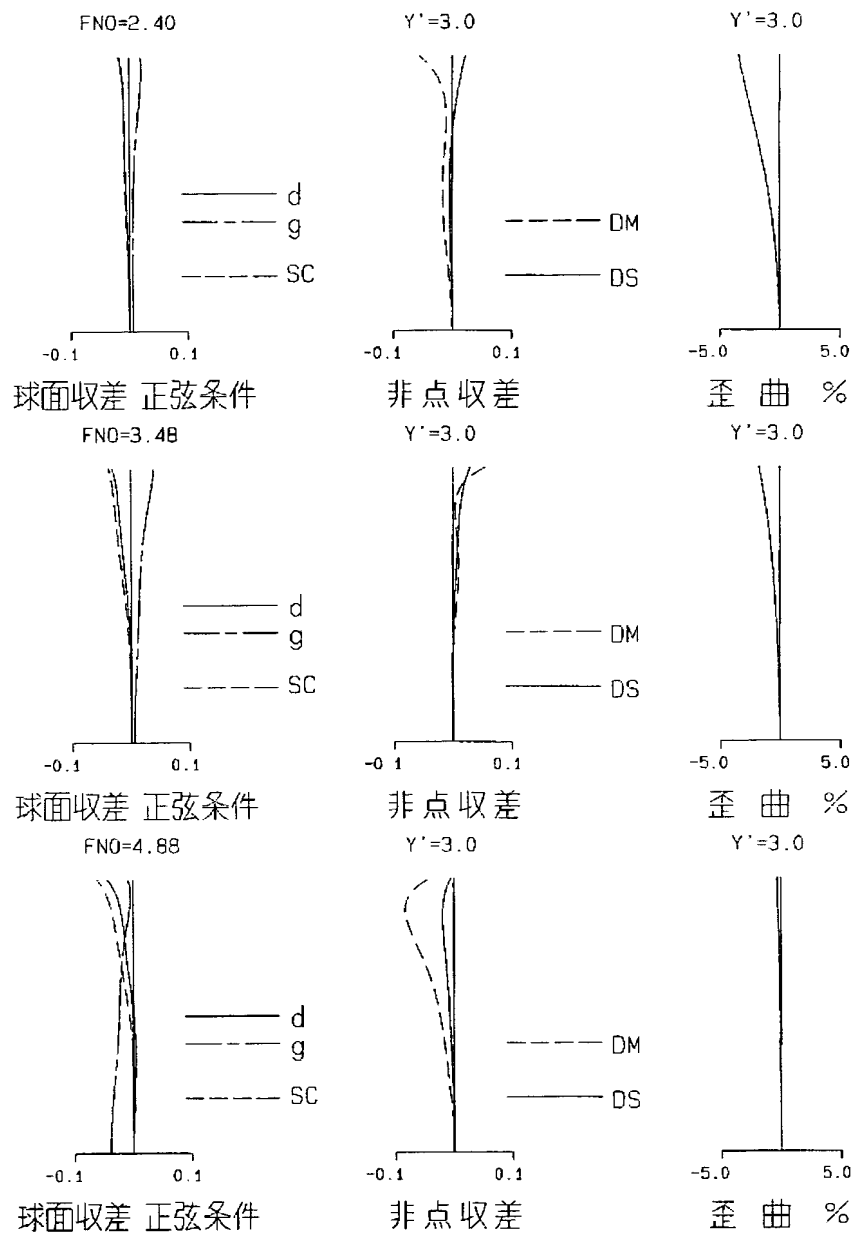 FNO=2.40 Y'=3.0 Y'=3.0
d
g
SC
DM
DS
-0.1 0.1 -0.1 0.1 -5.0 5.0
球面収差 正弦条件 非点収差 歪曲 %
FNO=3.48 Y'=3.0 Y'=3.0
d
g
SC
DM
DS
-0.1 0.1 -0.1 0.1 -5.0 5.0
球面収差 正弦条件 非点収差 歪曲 %
FNO=4.88 Y'=3.0 Y'=3.0
d
g
SC
DM
DS
-0.1 0.1 -0.1 0.1 -5.0 5.0
球面収差 正弦条件 非点収差 歪曲 %